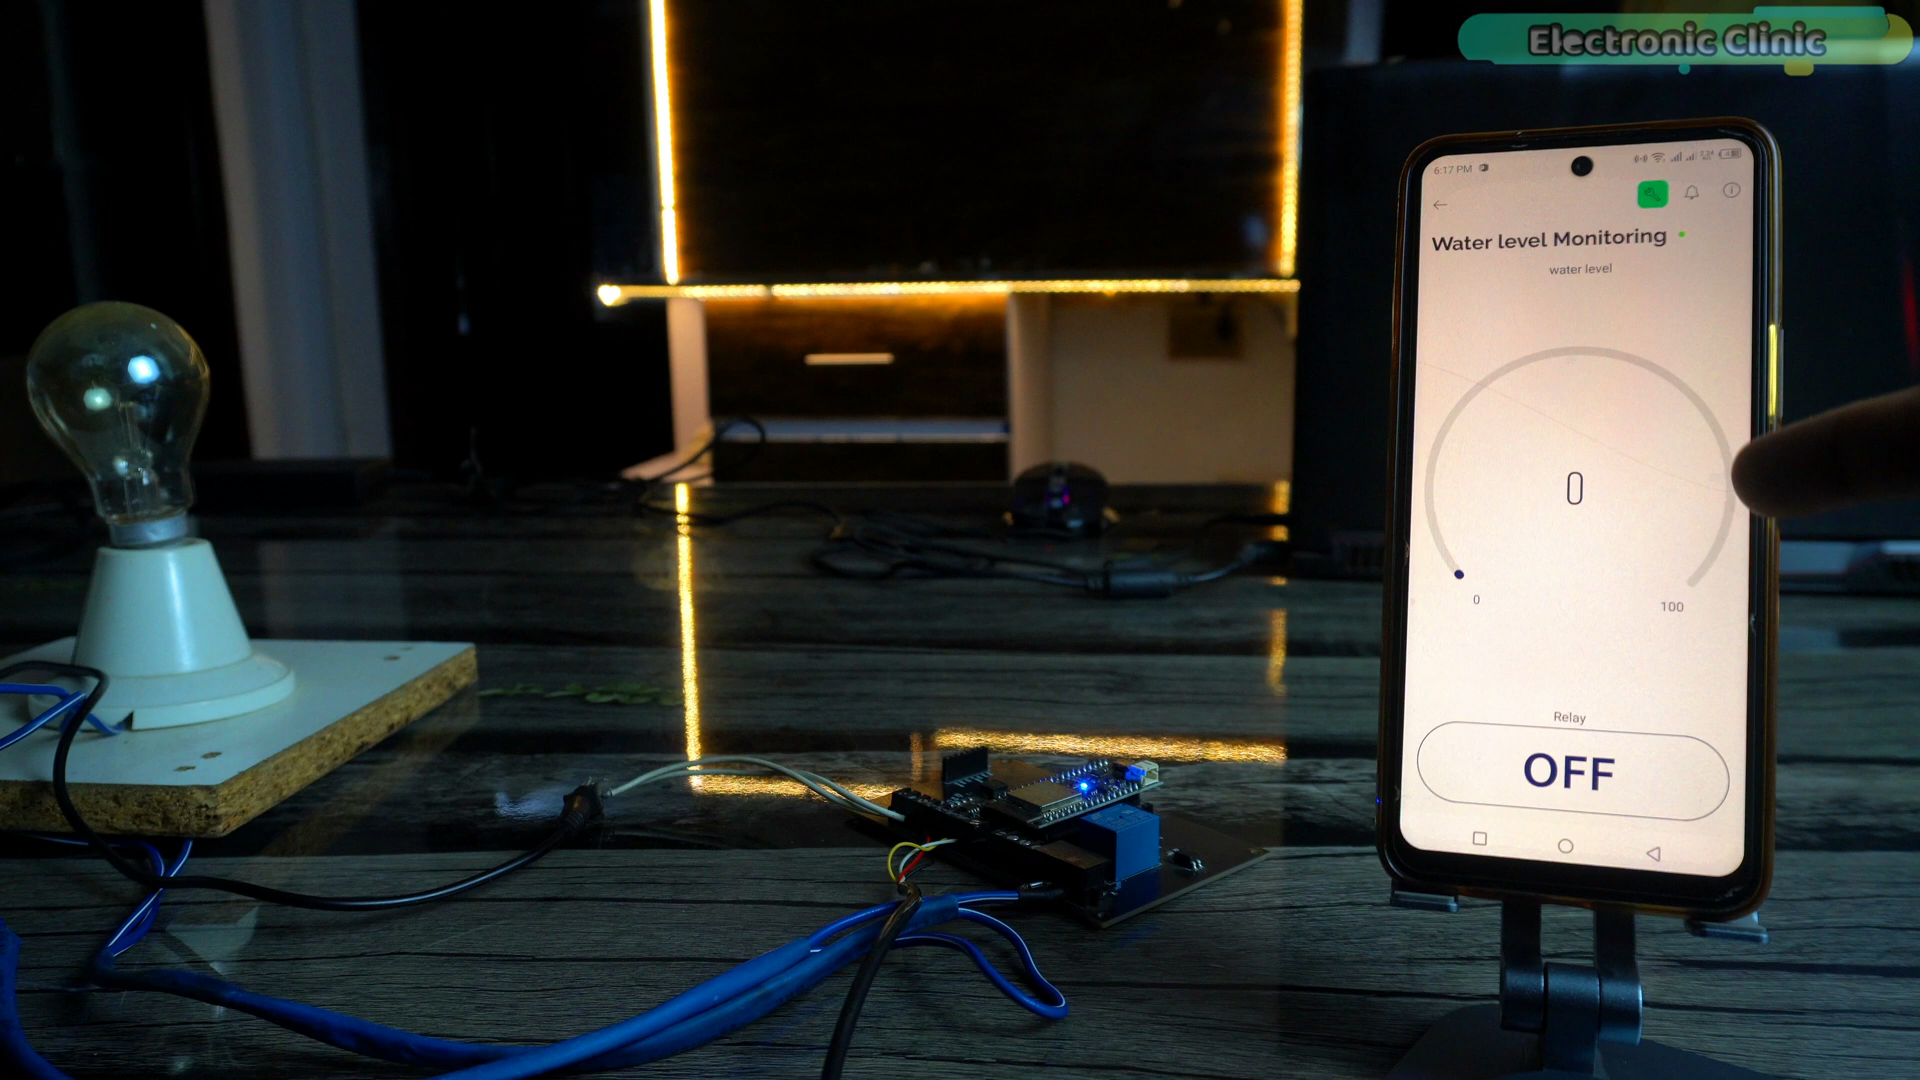 Electronic Clinic
6:17 PM
Water level Monitoring
water level
0
0
100
Relay
OFF